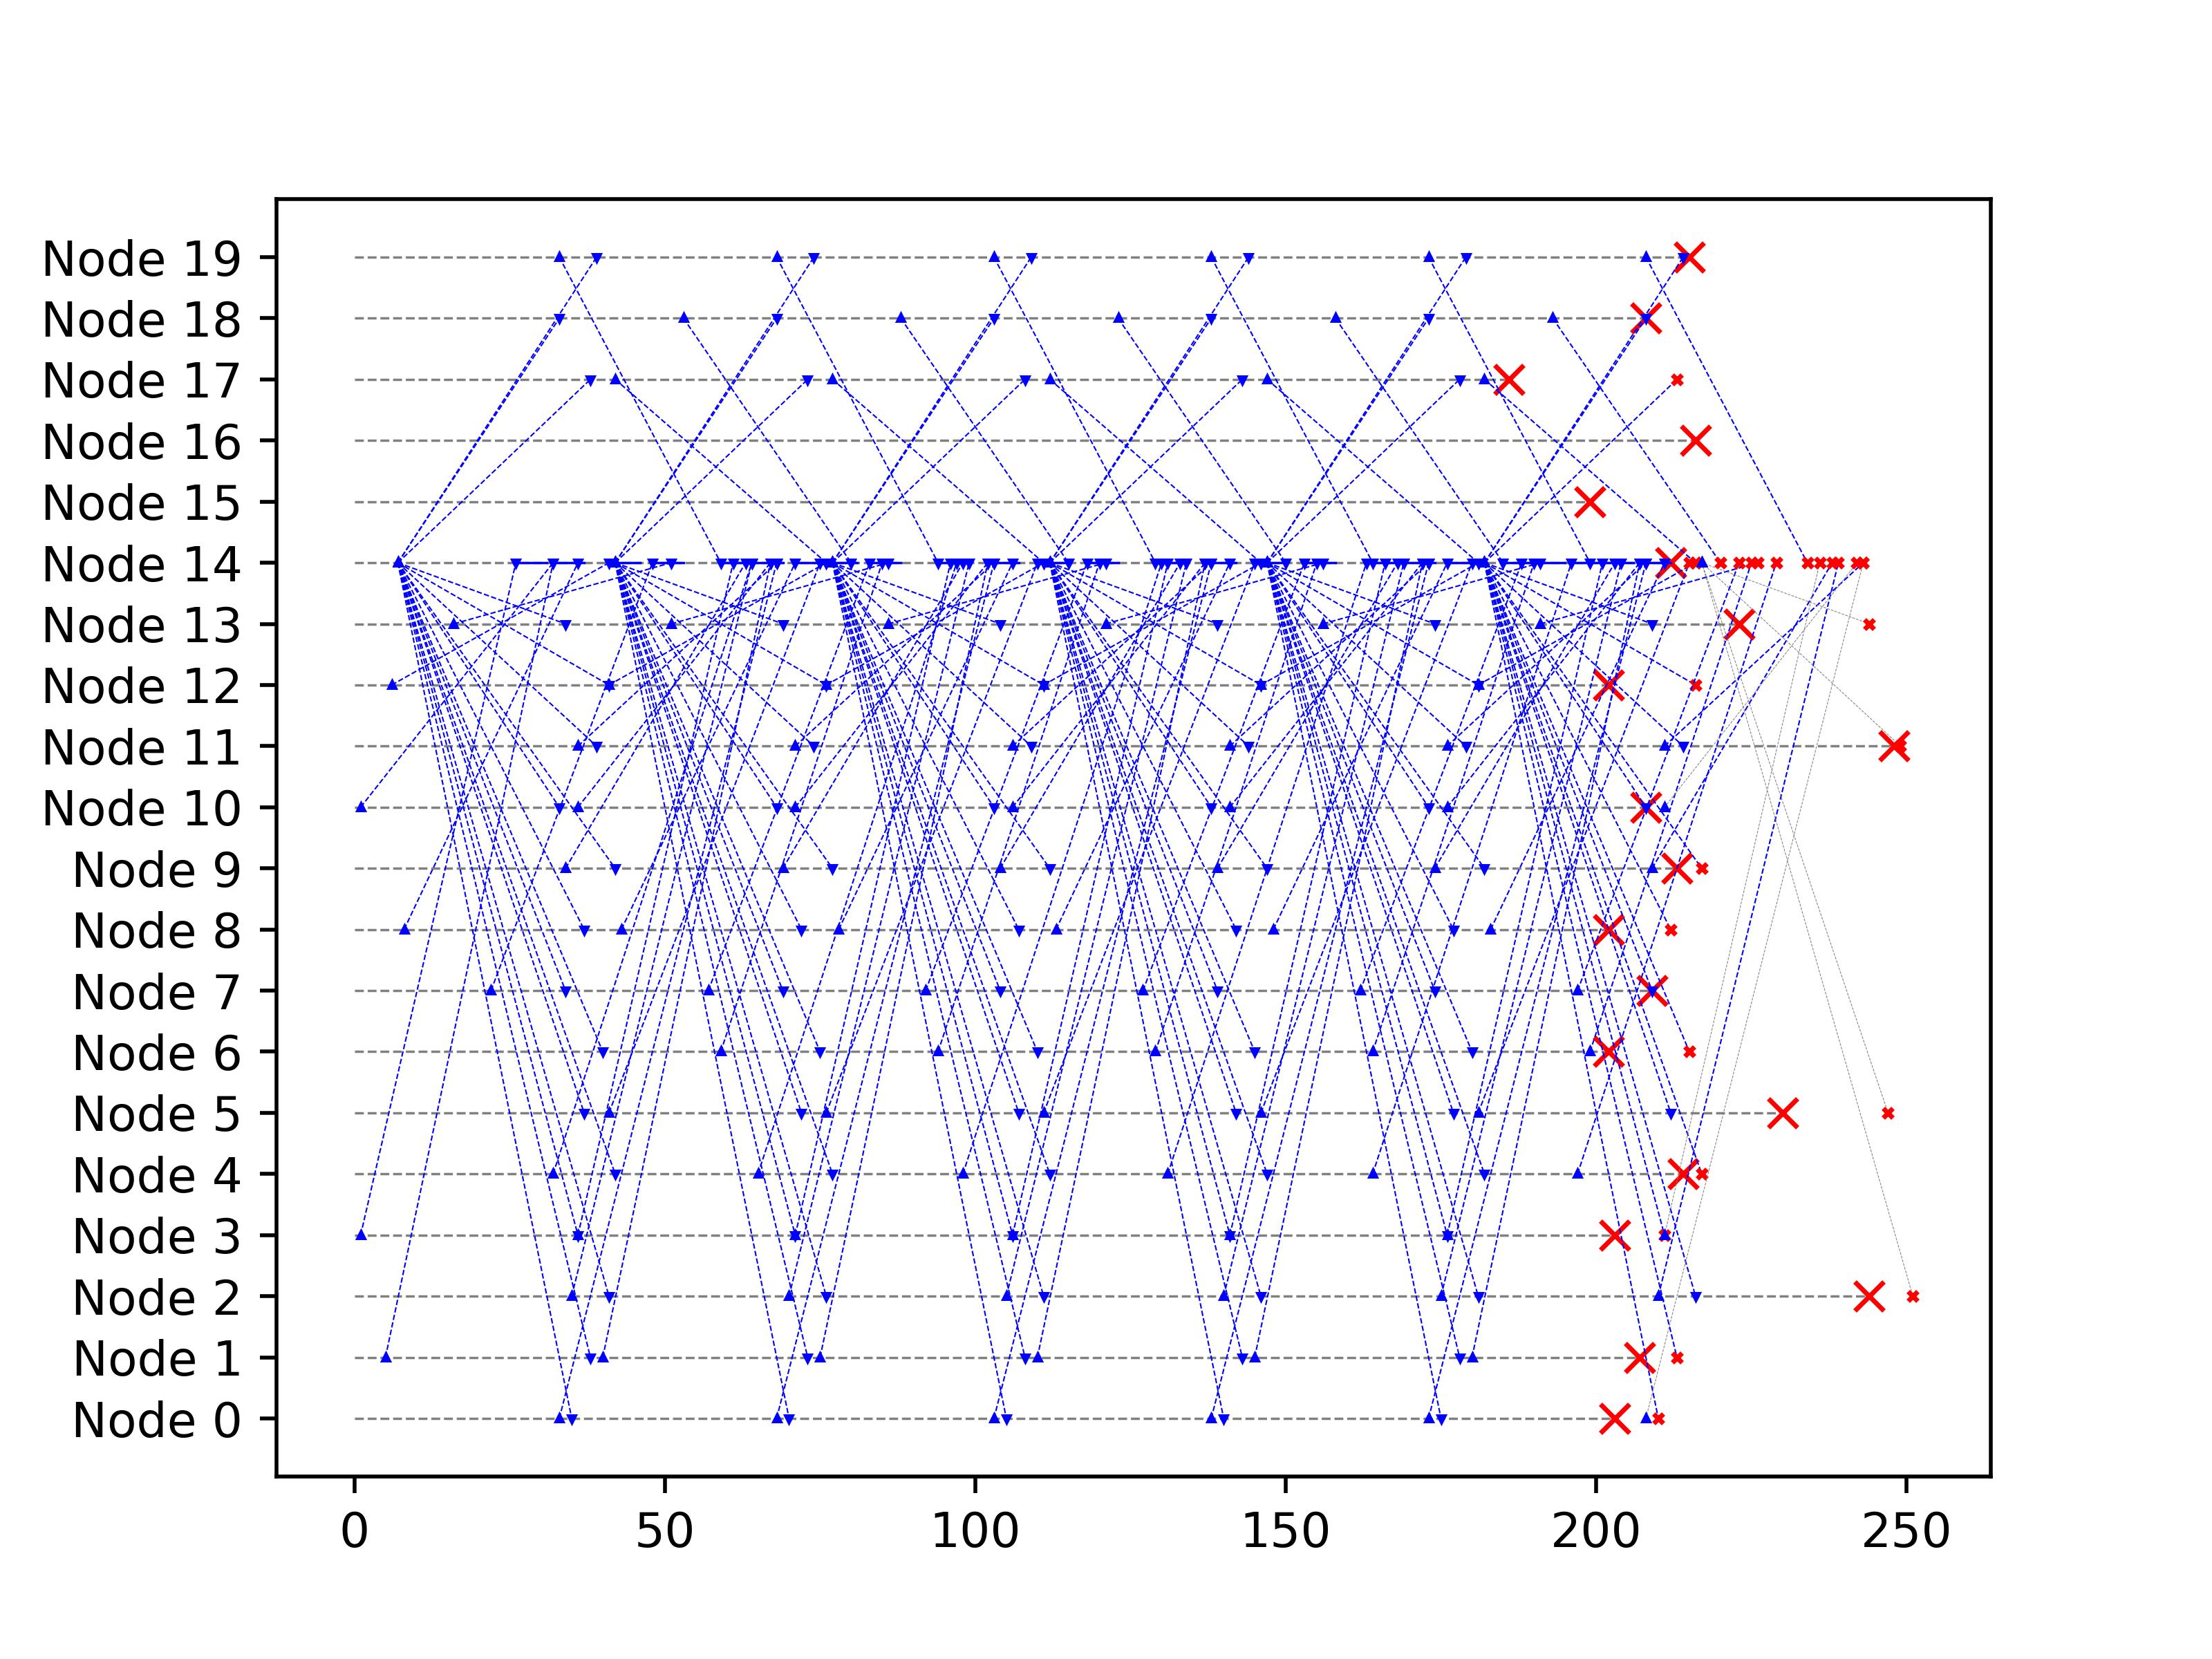 Node 19
Node 18
Node 17
Node 16
Node 15
Node 14
Node 13
Node 12
Node 11
Node 10
Node 9
Node 8
Node 7
Node 6
Node 5
Node 4
Node 3
Node 2
Node 1
Node 0
0 50 100 150 200 250